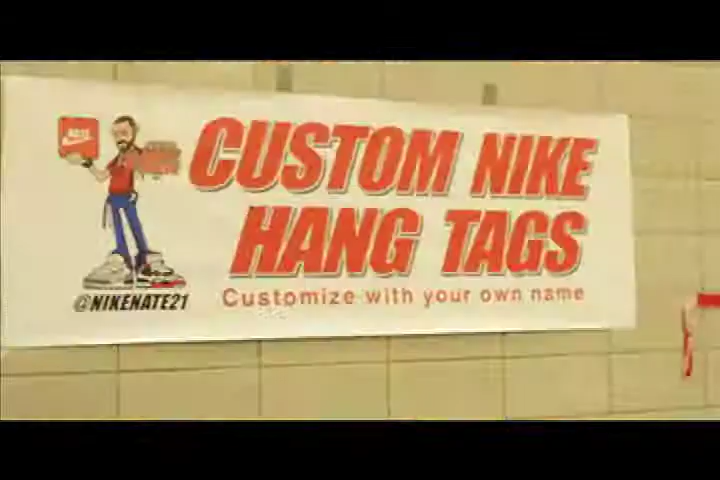 CUSTOM NIKE
HANG TAGS
Customize with your own name
@NIKENATE21